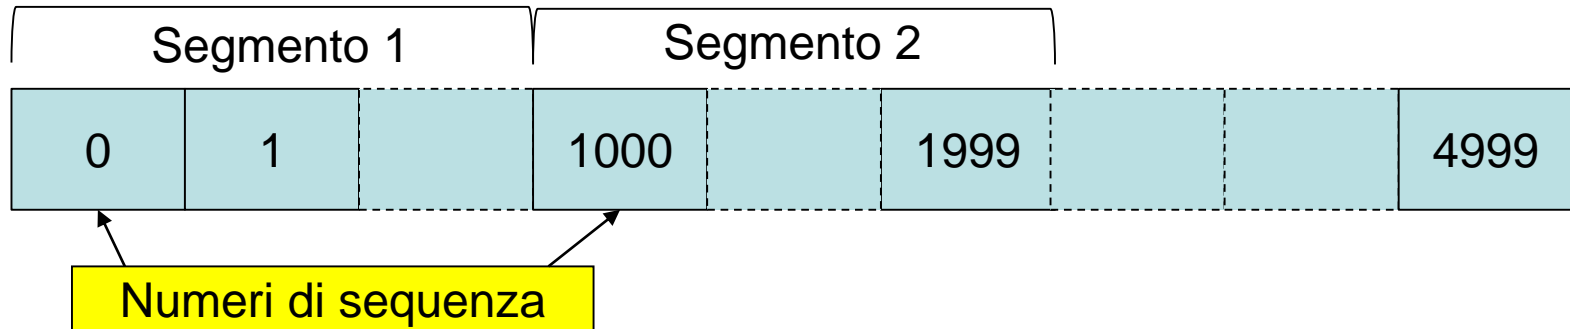 Segmento 1 Segmento 2
0 1 1000 1999 4999
Numeri di sequenza